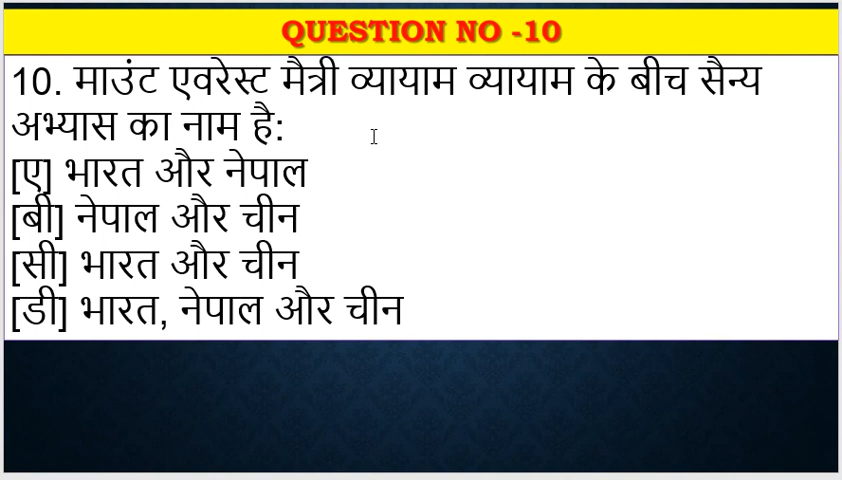 QUESTION NO -10
10. माउंट एवरेस्ट मैत्री व्यायाम व्यायाम के बीच सैन्य
अभ्यास का नाम है:
[ए] भारत और नेपाल
[बी] नेपाल और चीन
[सी] भारत और चीन
[डी] भारत, नेपाल और चीन